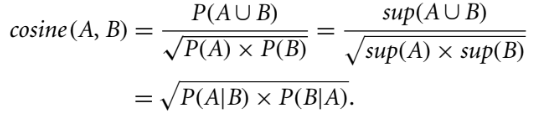 cosine(A, B) = P(A ∪ B) / √(P(A) × P(B)) = sup(A ∪ B) / √(sup(A) × sup(B))
= √(P(A|B) × P(B|A)).